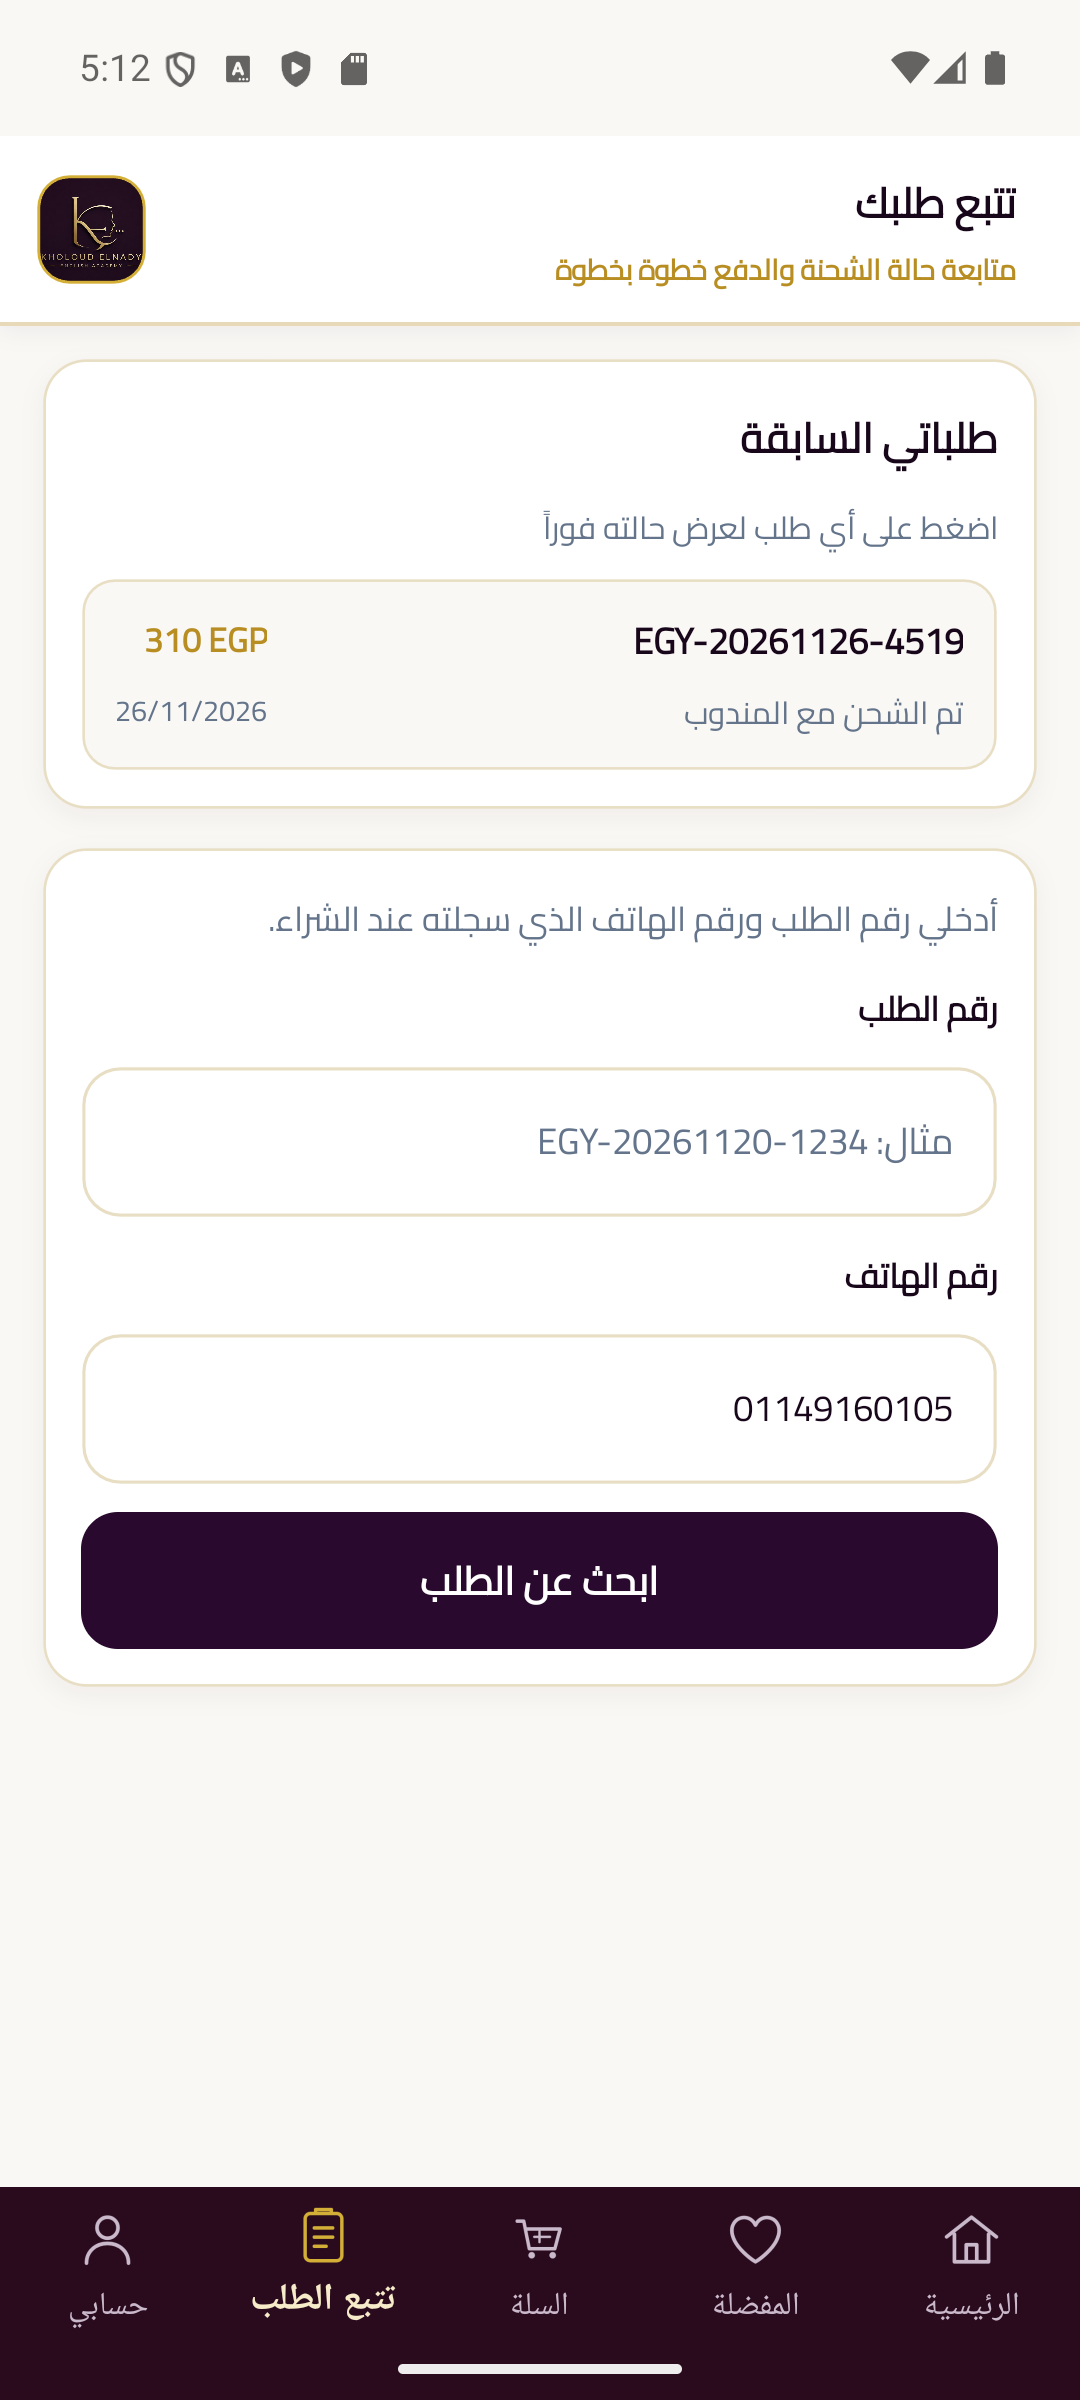 5:12
تتبع طلبك
متابعة حالة الشحنة والدفع خطوة بخطوة
KHOLOUD ELNADY
طلباتي السابقة
اضغط على أي طلب لعرض حالته فوراً
EGY-20261126-4519
310 EGP
تم الشحن مع المندوب
26/11/2026
أدخلي رقم الطلب ورقم الهاتف الذي سجلته عند الشراء.
رقم الطلب
مثال: EGY-20261120-1234
رقم الهاتف
01149160105
ابحث عن الطلب
الرئيسية
المفضلة
السلة
تتبع الطلب
حسابي